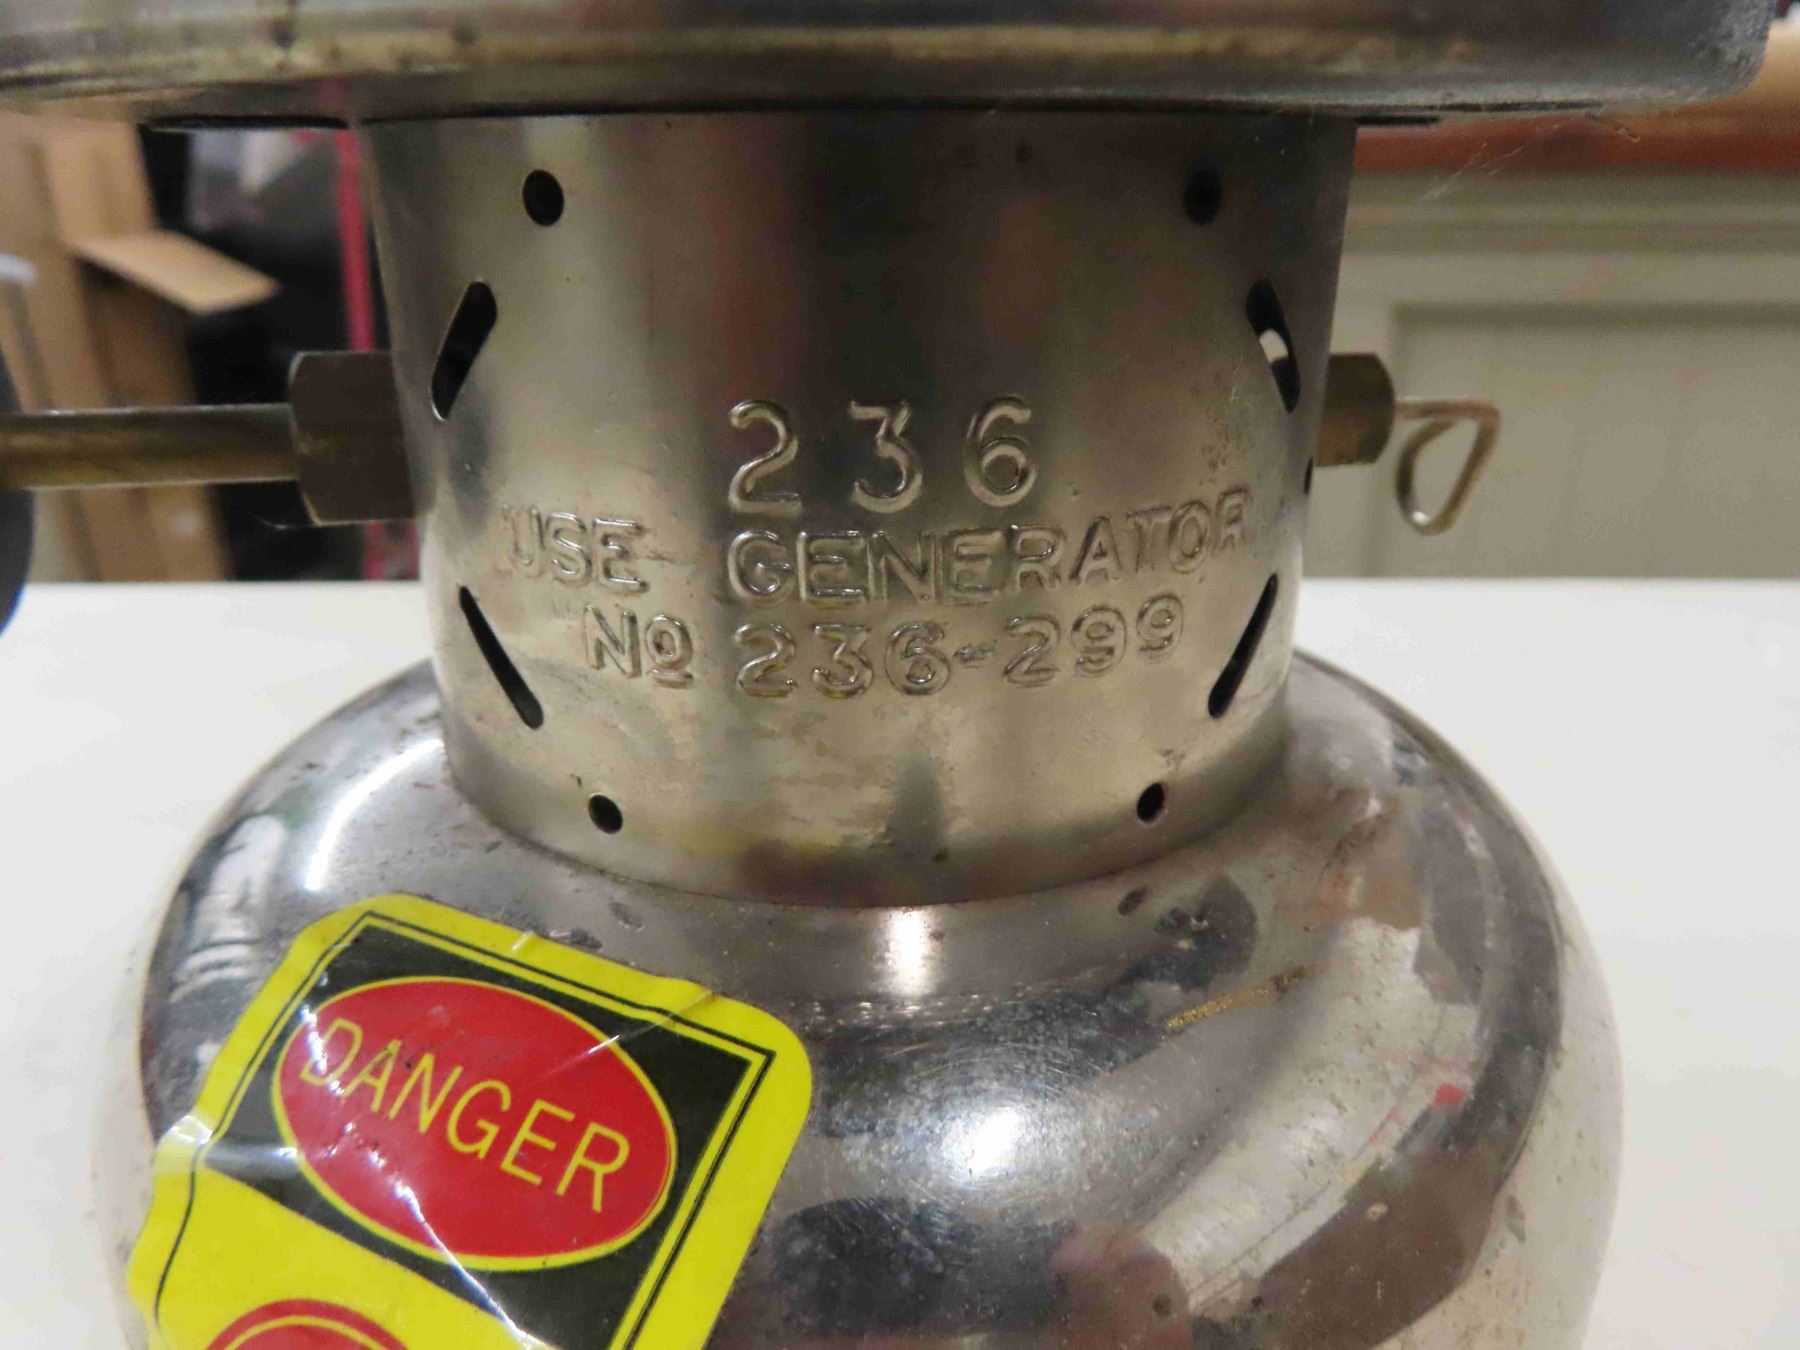 236
USE GENERATOR
Nº 236-299
DANGER